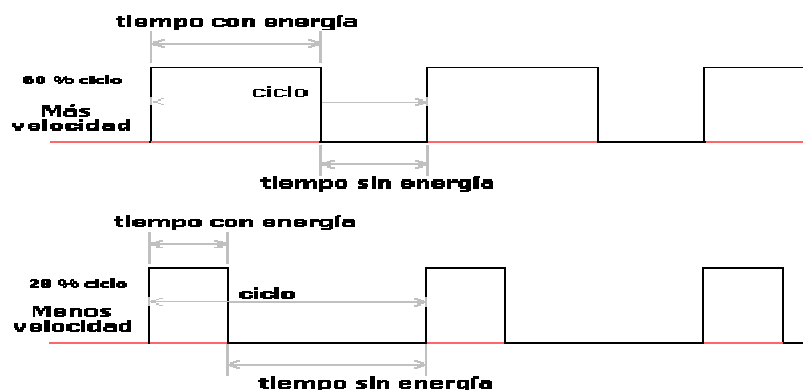 tiempo con energía
60 % ciclo
ciclo
Más
velocidad
tiempo sin energía
tiempo con energía
28 % ciclo
ciclo
Menos
velocidad
tiempo sin energía